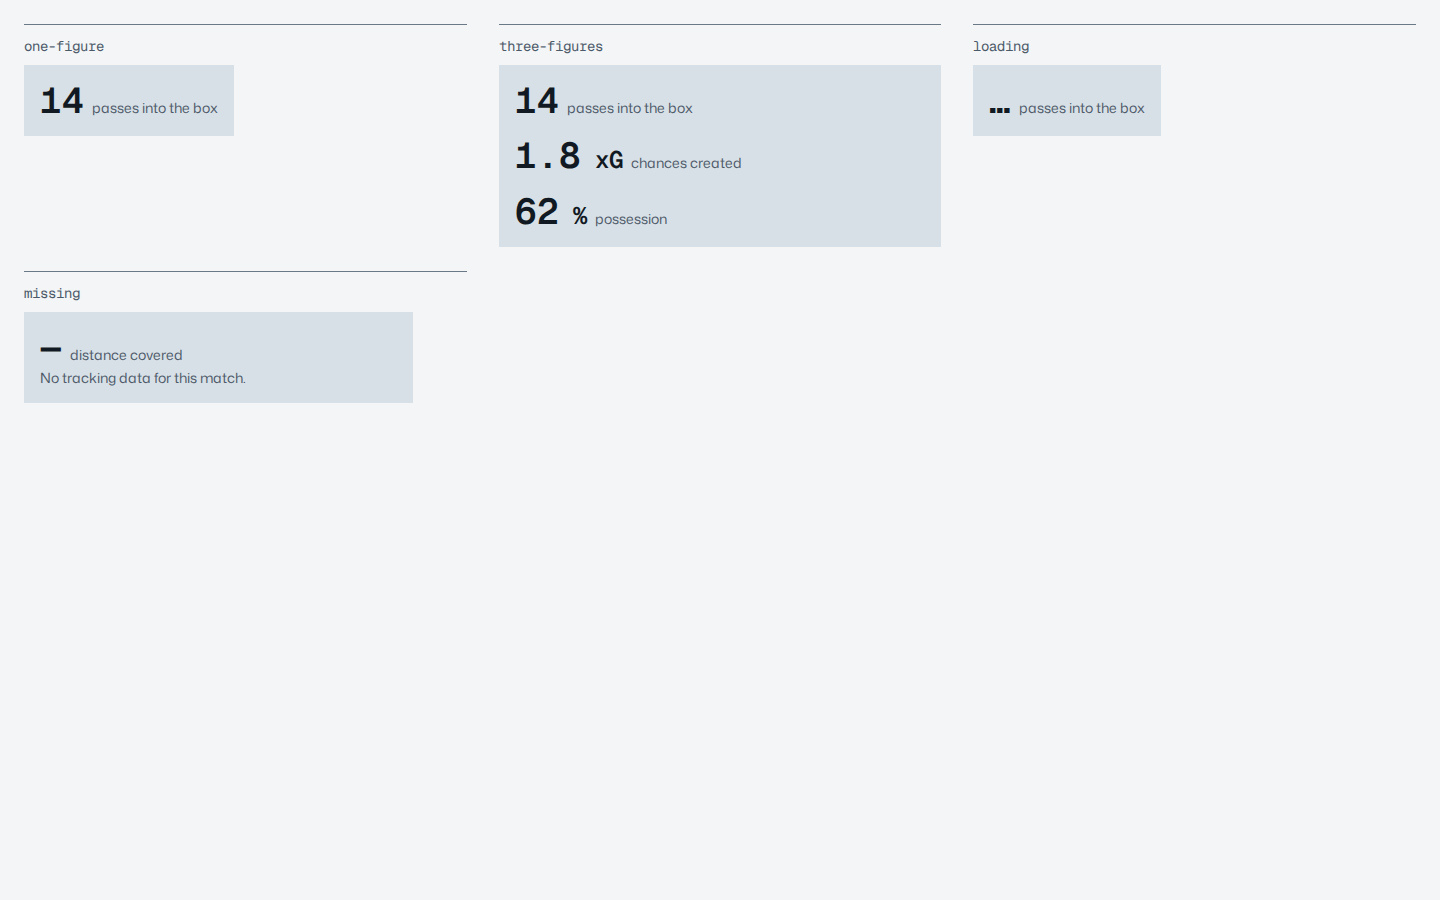 one-figure
14 passes into the box
three-figures
14 passes into the box
1.8 xG chances created
62 % possession
loading
… passes into the box
missing
— distance covered
No tracking data for this match.